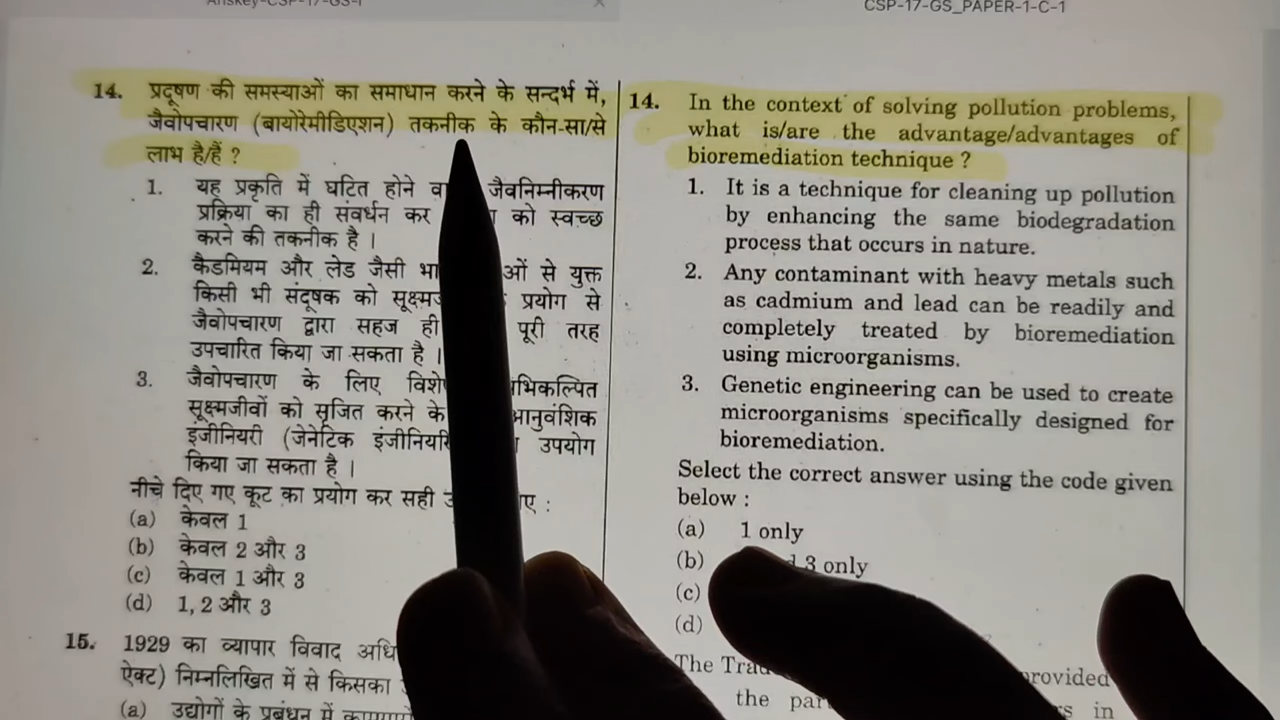 CSP-17-GS_PAPER-1-C-1
14. प्रदूषण की समस्याओं का समाधान करने के सन्दर्भ में,
जैवोपचारण (बायोरेमीडिएशन) तकनीक के कौन-सा/से
लाभ है/हैं ?
1. यह प्रकृति में घटित होने जैवनिम्नीकरण
प्रक्रिया का ही संवर्धन कर को स्वच्छ
करने की तकनीक है ।
2. कैडमियम और लेड जैसी से युक्त
किसी भी संदूषक को प्रयोग से
जैवोपचारण द्वारा सहज ही पूरी तरह
उपचारित किया जा सकता है ।
3. जैवोपचारण के लिए
सूक्ष्मजीवों को सृजित करने के आनुवंशिक
इंजीनियरी (जेनेटिक उपयोग
किया जा सकता है ।
नीचे दिए गए कूट का प्रयोग कर सही :
(a) केवल 1
(b) केवल 2 और 3
(c) केवल 1 और 3
(d) 1, 2 और 3
15. 1929 का व्यापार विवाद
ऐक्ट) निम्नलिखित में से किसका
(a) उद्योगों के प्रबंधन में
14. In the context of solving pollution problems,
what is/are the advantage/advantages of
bioremediation technique ?
1. It is a technique for cleaning up pollution
by enhancing the same biodegradation
process that occurs in nature.
2. Any contaminant with heavy metals such
as cadmium and lead can be readily and
completely treated by bioremediation
using microorganisms.
3. Genetic engineering can be used to create
microorganisms specifically designed for
bioremediation.
Select the correct answer using the code given
below :
(a) 1 only
(b) 3 only
(c)
(d)
The provided
the in